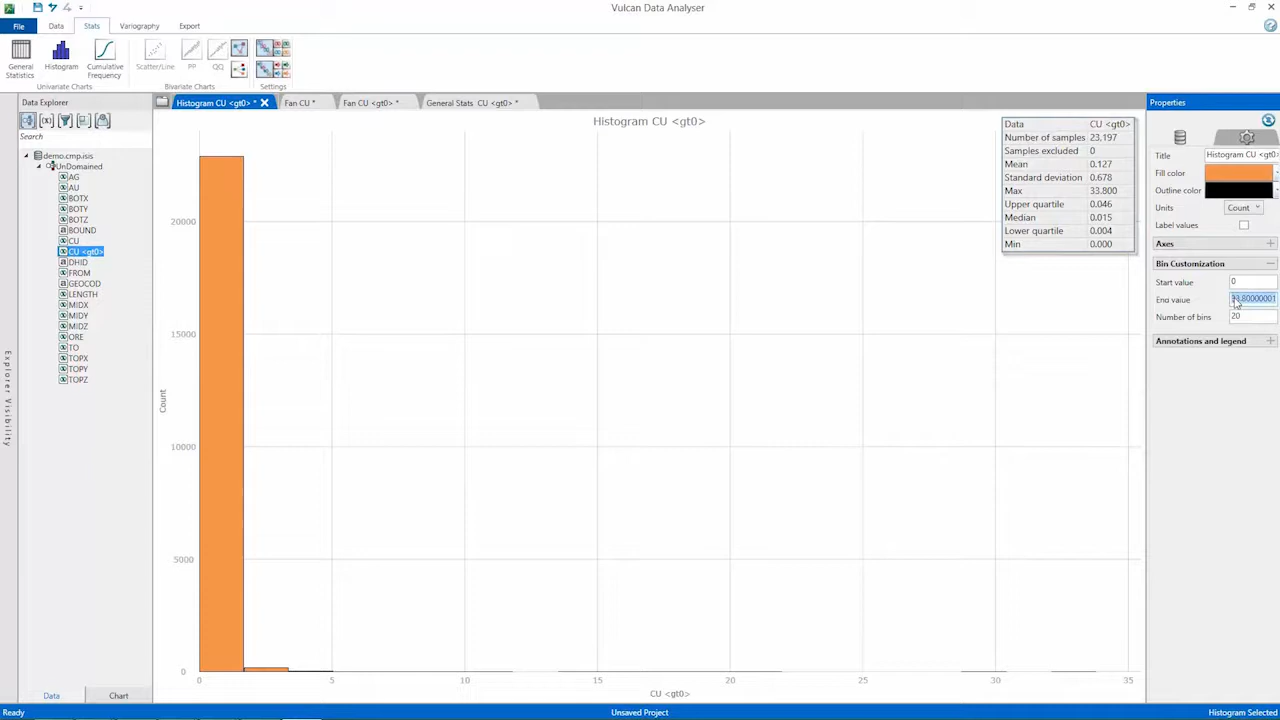 Vulcan Data Analyser
File Data Stats Variography Export
General Statistics
Histogram
Cumulative Frequency
Scatter/Line
PP
QQ
Univariate Charts
Bivariate Charts
Settings
Data Explorer
Histogram CU <gt0> *
Fan CU *
Fan CU <gt0> *
General Stats CU <gt0> *
Properties
Search
demo.cmp.isis
UnDomained
AG
AU
BOTX
BOTY
BOTZ
BOUND
CU
CU <gt0>
DHID
FROM
GEOCOD
LENGTH
MIDX
MIDY
MIDZ
ORE
TO
TOPX
TOPY
TOPZ
Explorer Visibility
Data Chart
Histogram CU <gt0>
Data CU <gt0>
Number of samples 23,197
Samples excluded 0
Mean 0.127
Standard deviation 0.678
Max 33.800
Upper quartile 0.046
Median 0.015
Lower quartile 0.004
Min 0.000
20000
15000
10000
5000
0
Count
0 5 10 15 20 25 30 35
CU <gt0>
Title Histogram CU <gt0>
Fill color
Outline color
Units Count
Label values
Axes
Bin Customization
Start value 0
End value
Number of bins 20
Annotations and legend
Ready
Unsaved Project
Histogram Selected